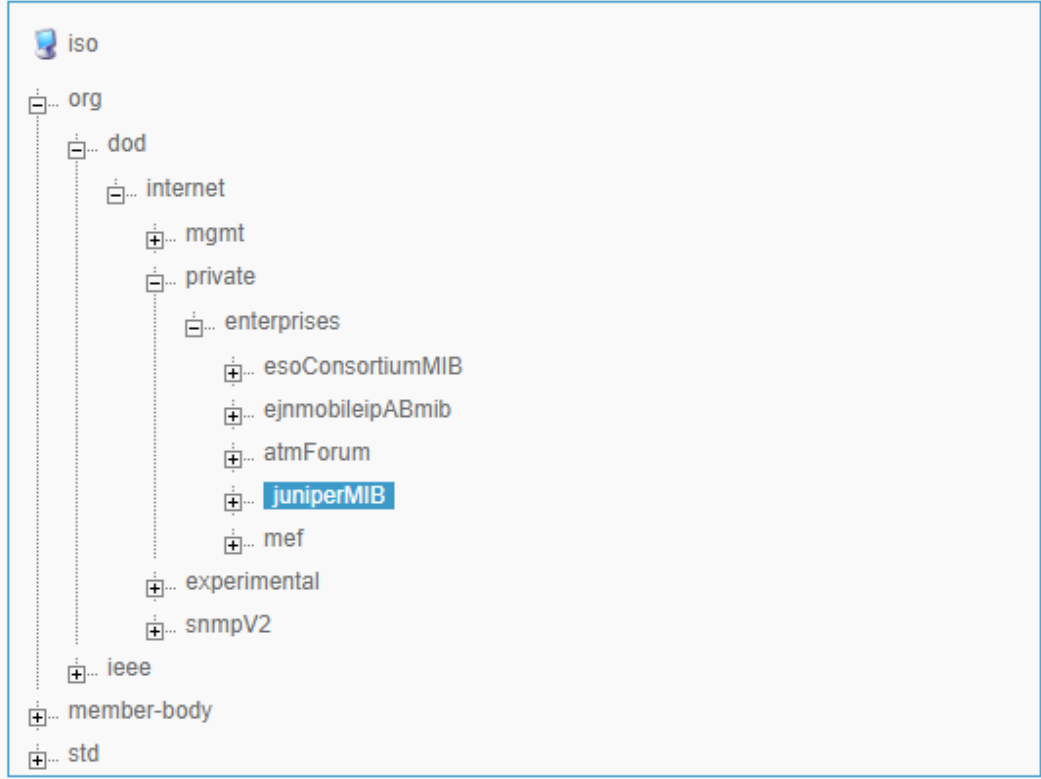 iso
org
dod
internet
mgmt
private
enterprises
esoConsortiumMIB
ejnmobileipABmib
atmForum
juniperMIB
mef
experimental
snmpV2
ieee
member-body
std